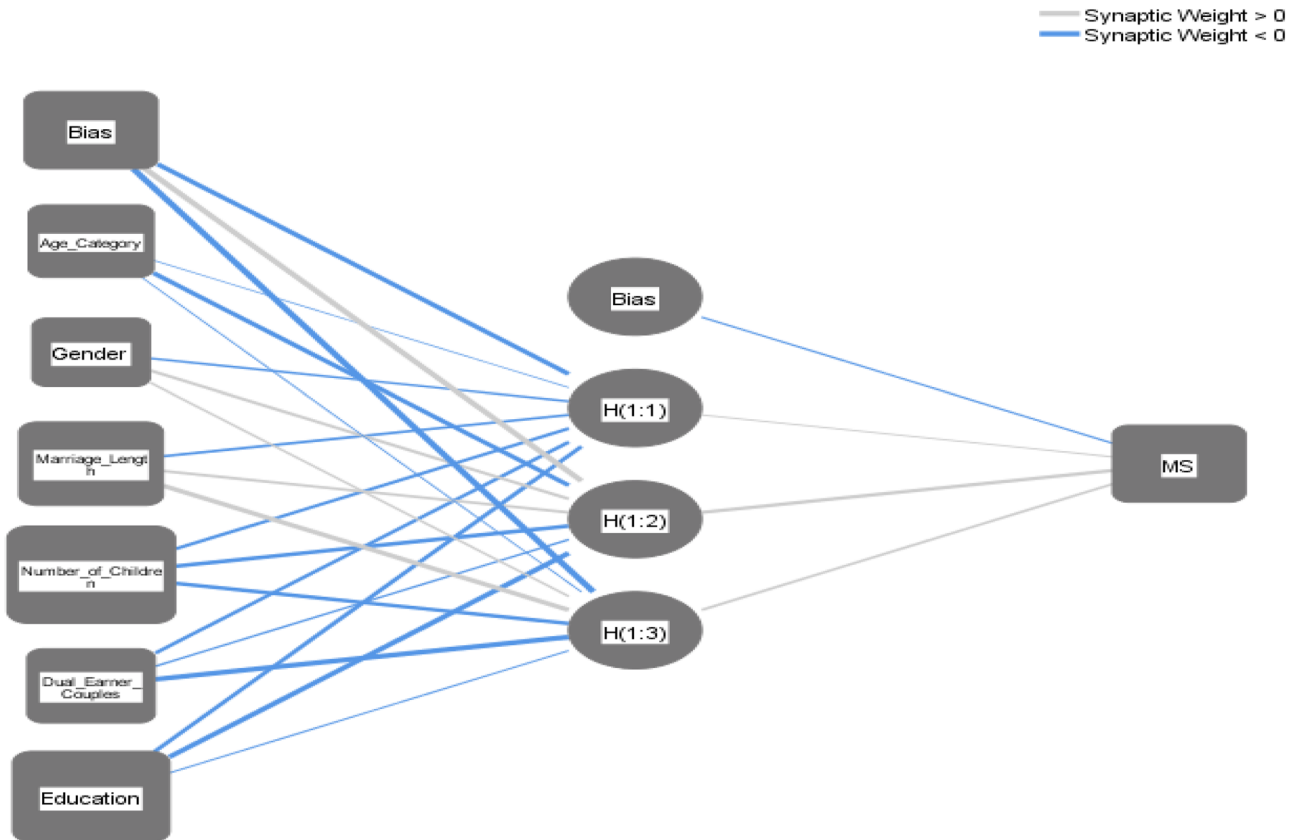 Synaptic Weight > 0
Synaptic Weight < 0
Bias
Age_Category
Gender
Marriage_Lengt
h
Number_of_Childre
n
Dual_Earner_
Couples
Education
Bias
H(1:1)
H(1:2)
H(1:3)
MS